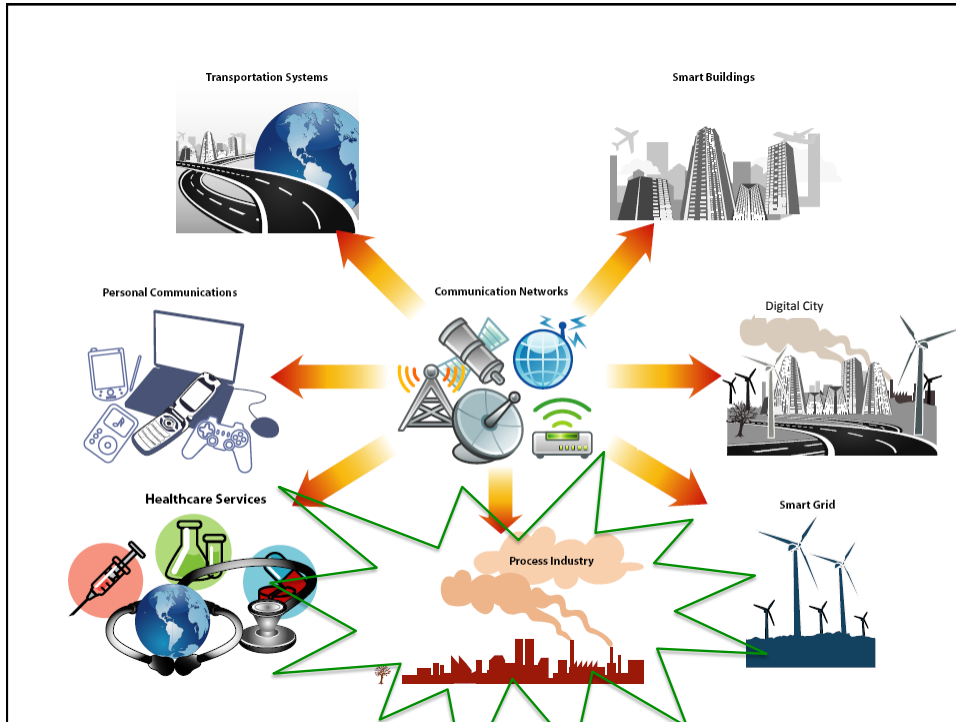 Transportation Systems
Smart Buildings
Personal Communications
Communication Networks
Digital City
Healthcare Services
Smart Grid
Process Industry